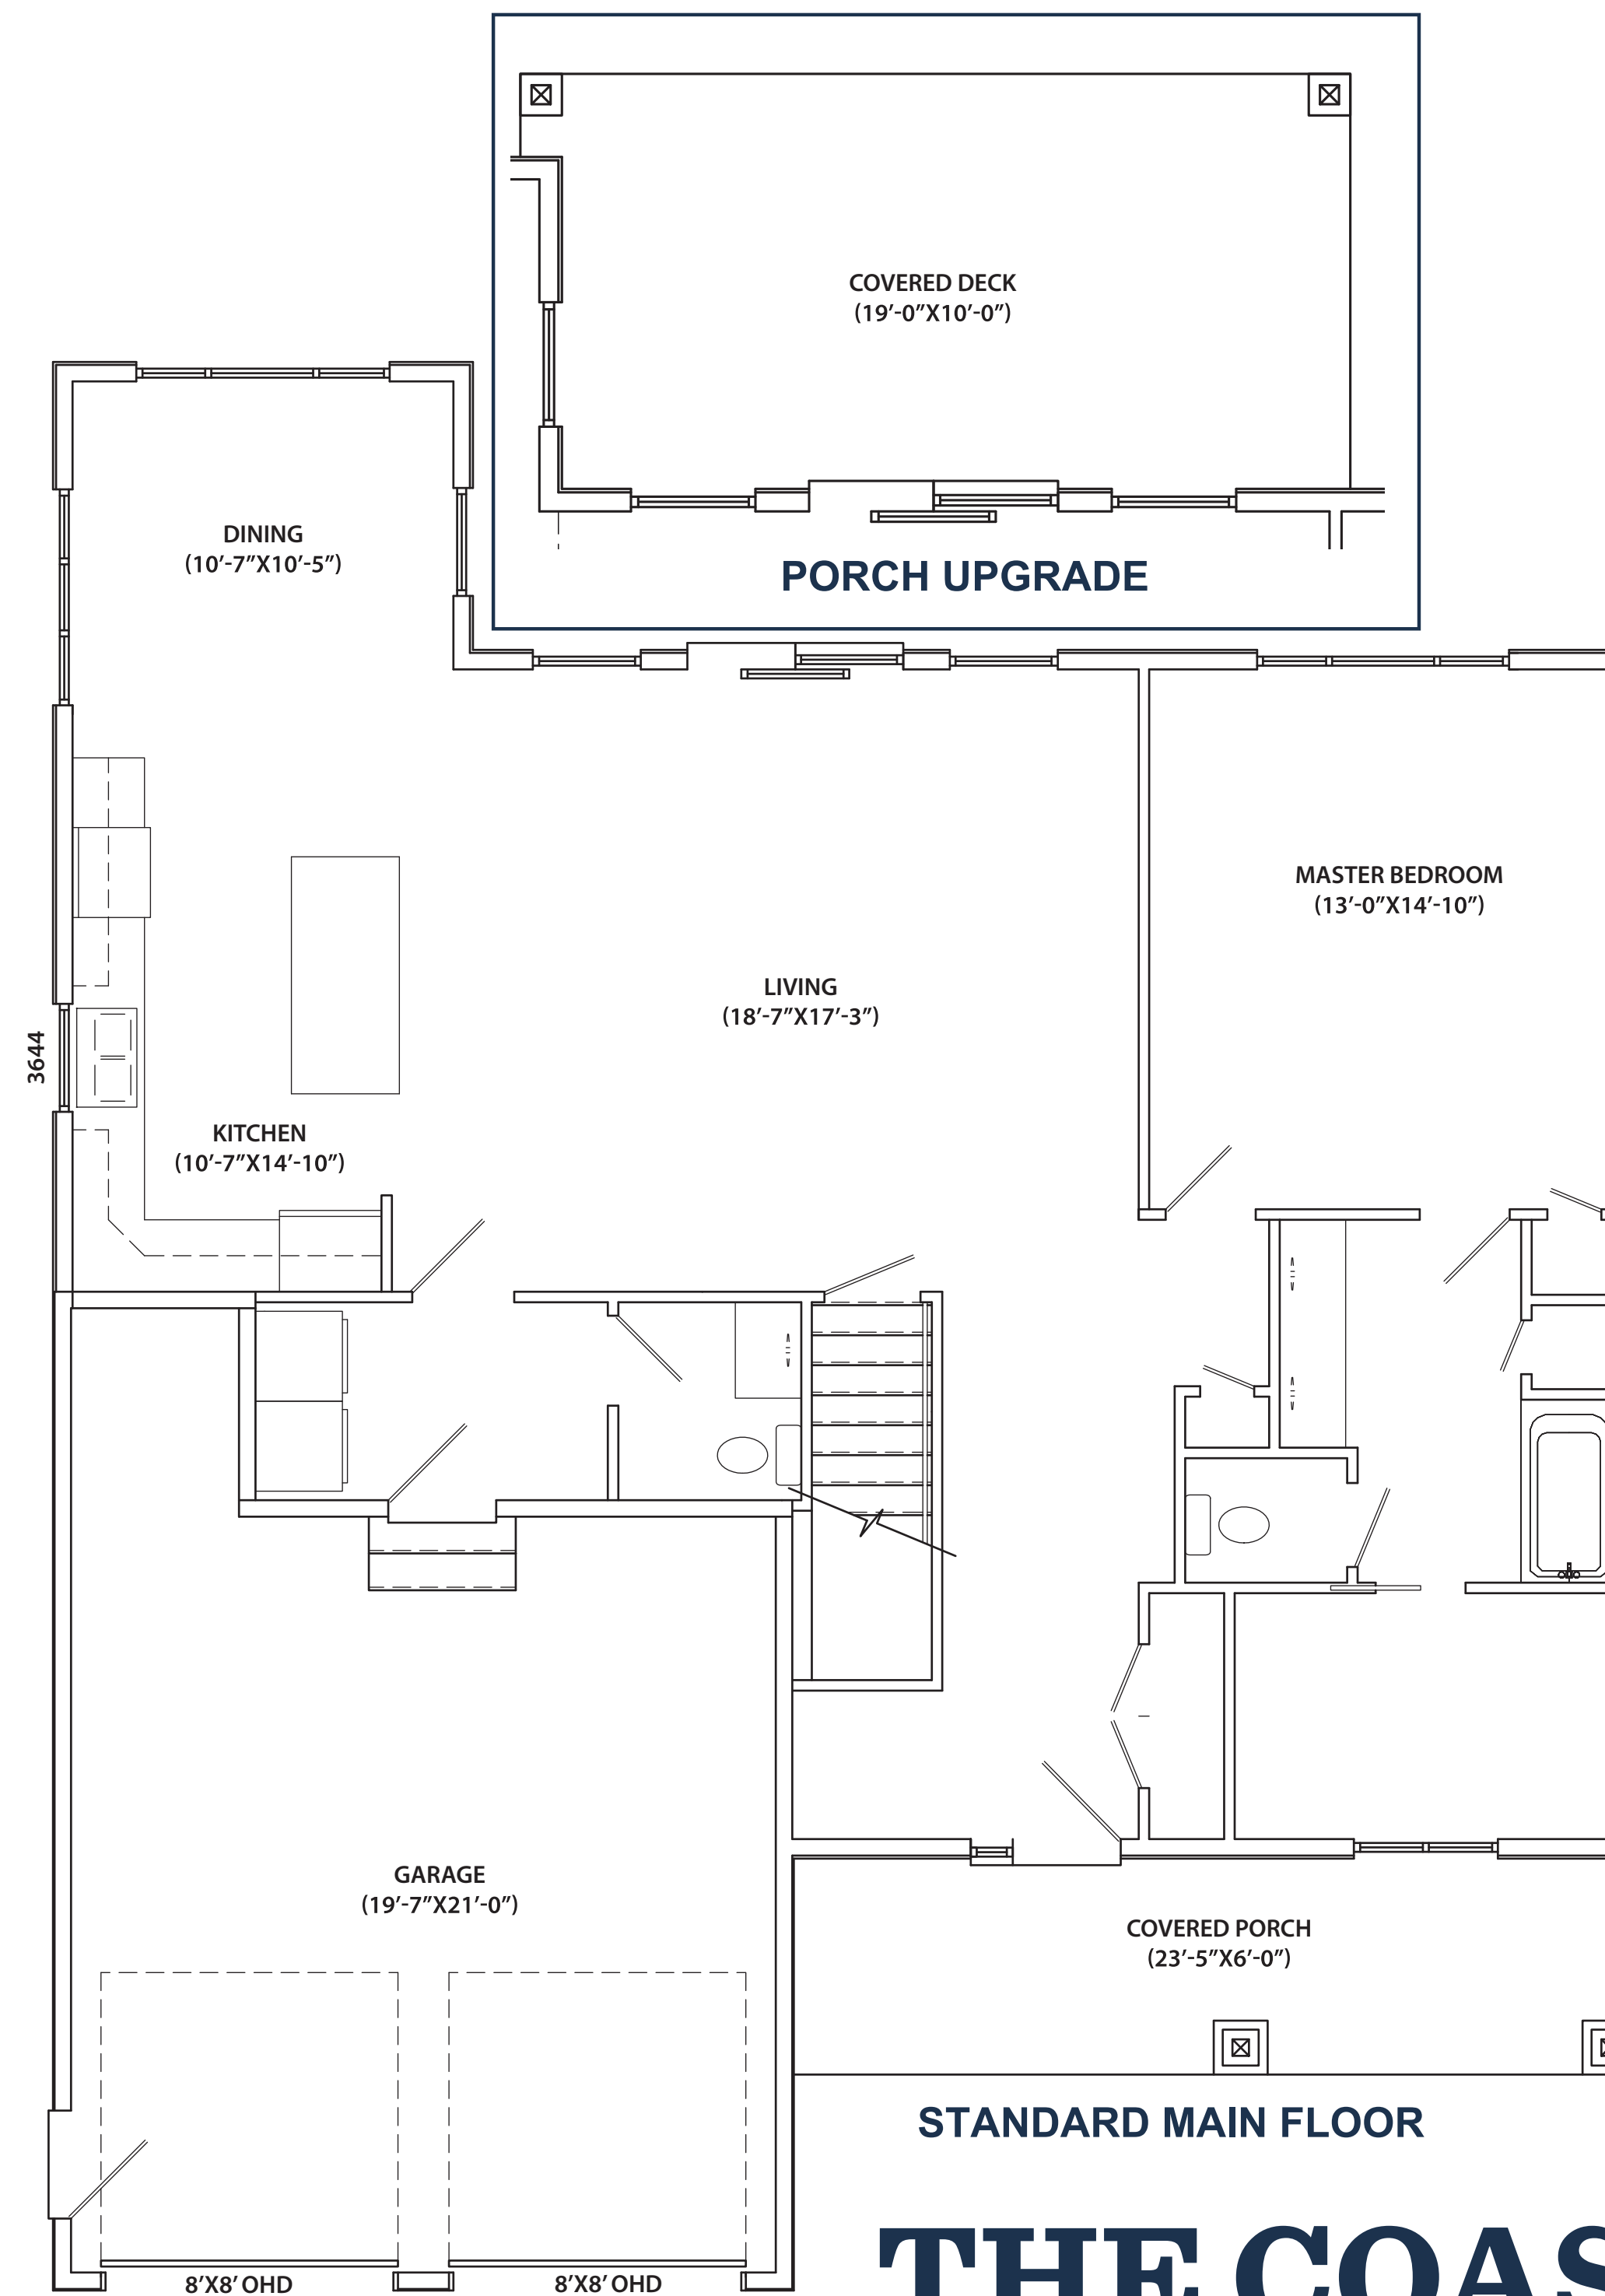 COVERED DECK
(19’-0”X10’-0”)
PORCH UPGRADE
DINING
(10’-7”X10’-5”)
MASTER BEDROOM
(13’-0”X14’-10”)
LIVING
(18’-7”X17’-3”)
3644
KITCHEN
(10’-7”X14’-10”)
GARAGE
(19’-7”X21’-0”)
COVERED PORCH
(23’-5”X6’-0”)
STANDARD MAIN FLOOR
THE COAS
8’X8’ OHD
8’X8’ OHD